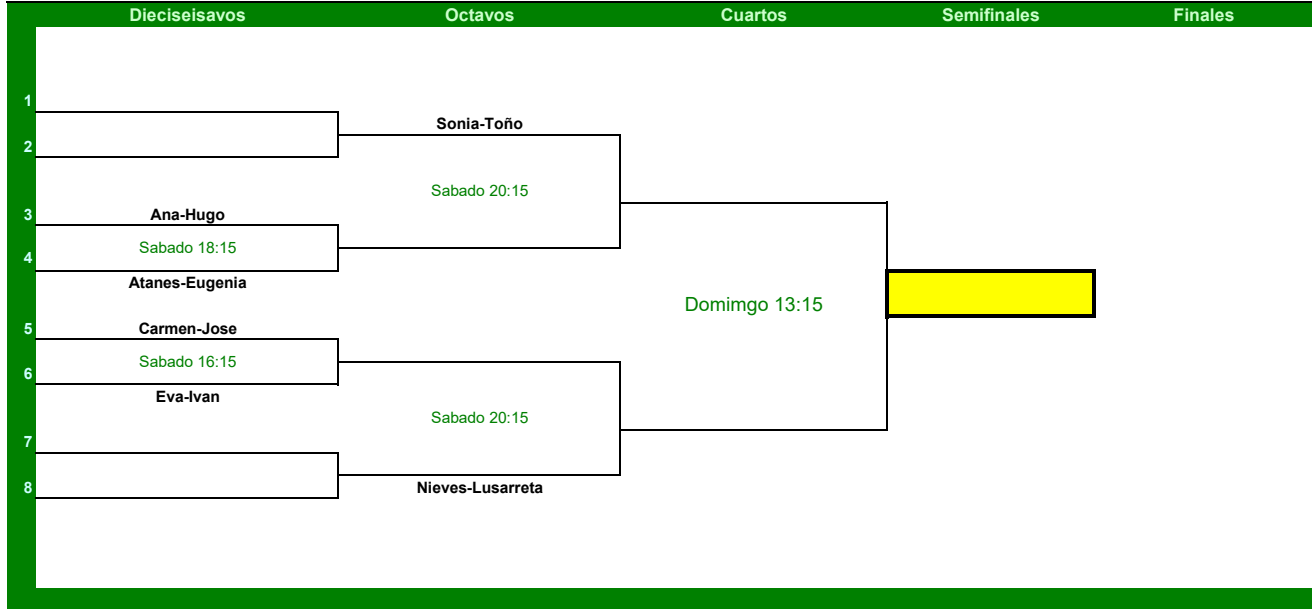 Dieciseisavos Octavos Cuartos Semifinales Finales
1
Sonia-Toño
2
Sabado 20:15
3 Ana-Hugo
Sabado 18:15
4
Atanes-Eugenia
Domimgo 13:15
5 Carmen-Jose
Sabado 16:15
6
Eva-Ivan
Sabado 20:15
7
8 Nieves-Lusarreta